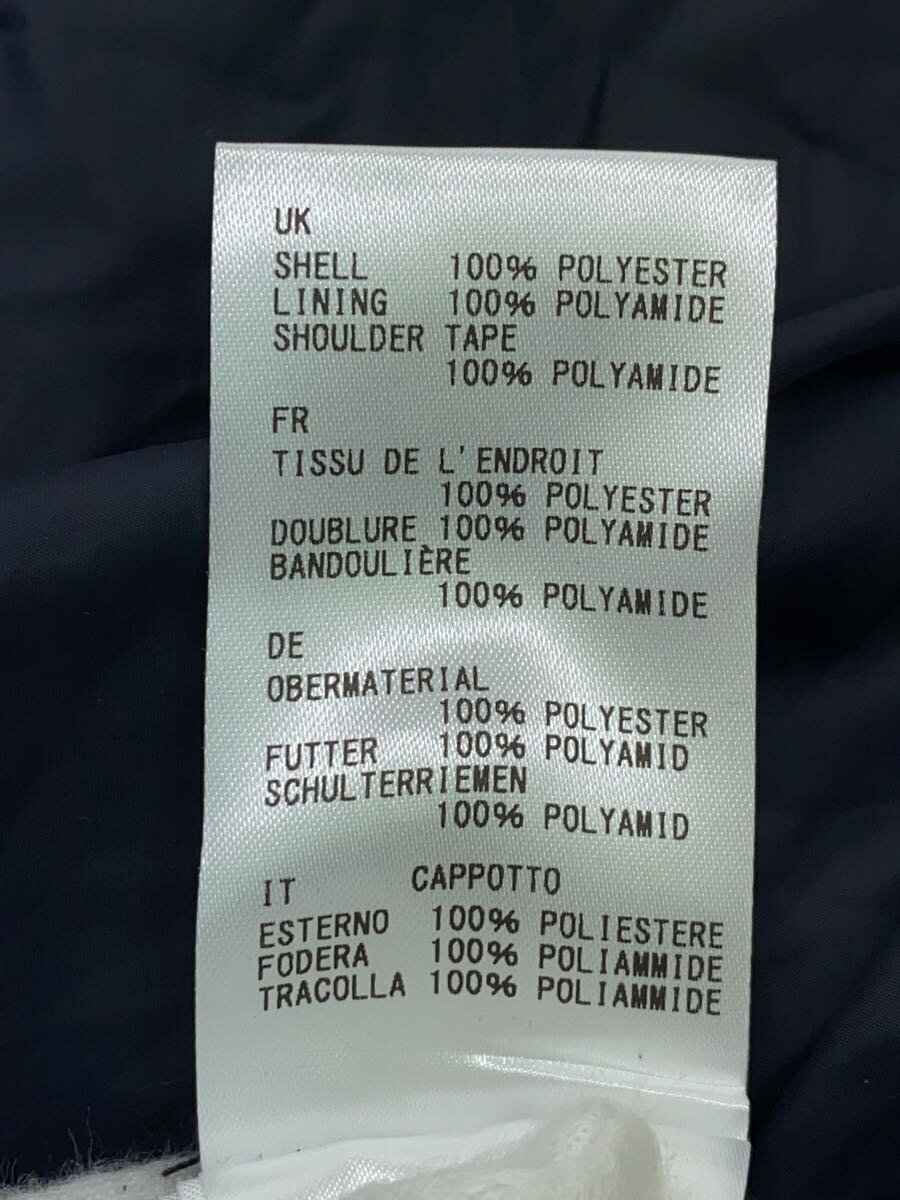 UK
SHELL 100% POLYESTER
LINING 100% POLYAMIDE
SHOULDER TAPE
100% POLYAMIDE
FR
TISSU DE L'ENDROIT
100% POLYESTER
DOUBLURE 100% POLYAMIDE
BANDOULIÈRE
100% POLYAMIDE
DE
OBERMATERIAL
100% POLYESTER
FUTTER 100% POLYAMID
SCHULTERRIEMEN
100% POLYAMID
IT CAPPOTTO
ESTERNO 100% POLIESTERE
FODERA 100% POLIAMMIDE
TRACOLLA 100% POLIAMMIDE